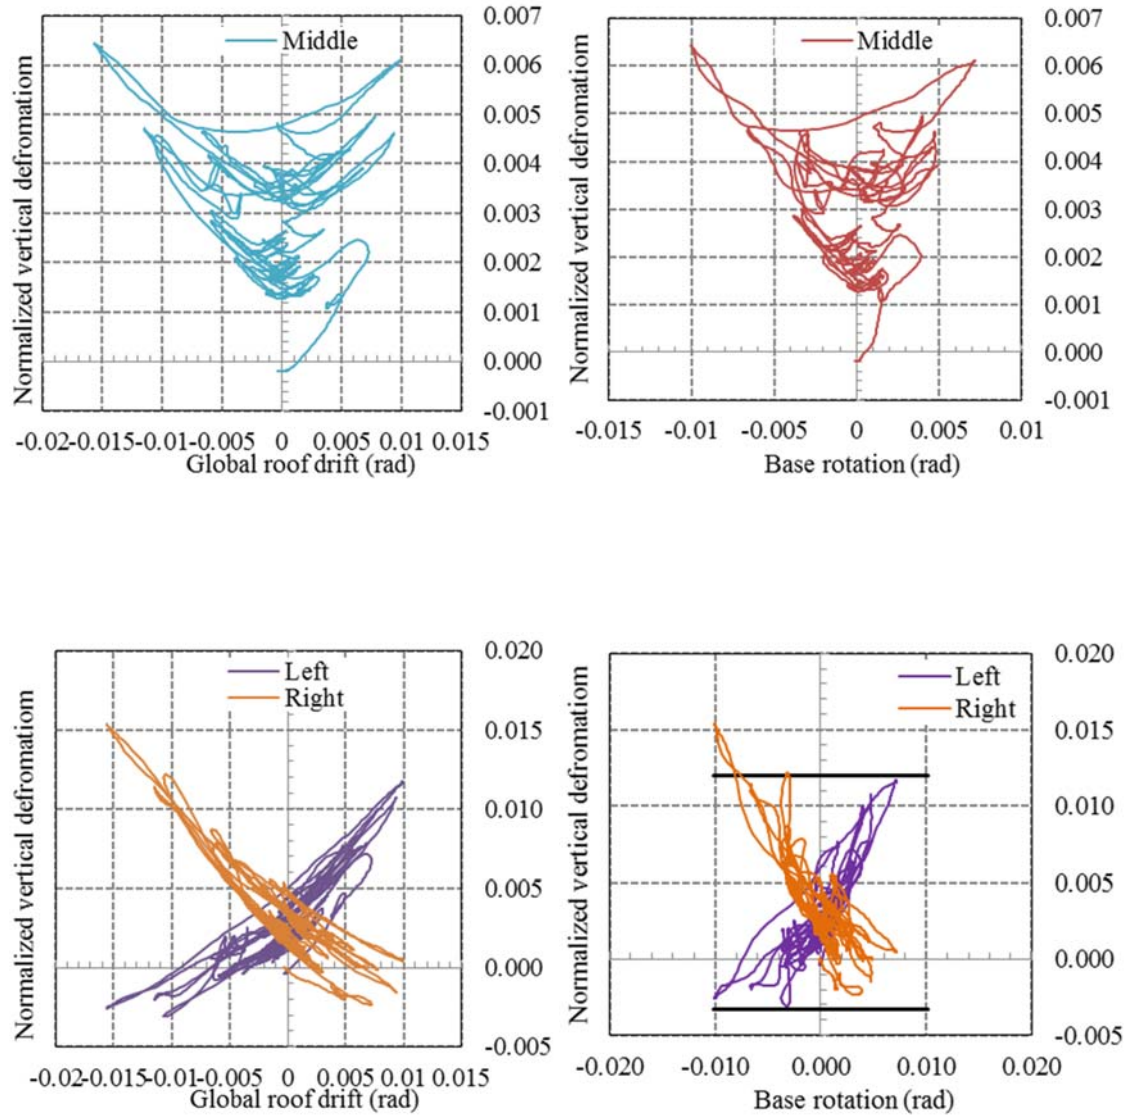 0.007
Middle
0.006
0.005
0.004
0.003
0.002
0.001
0.000
-0.001
Normalized vertical defromatiom
-0.02 -0.015 -0.01 -0.005 0 0.005 0.01 0.015
Global roof drift (rad)
0.007
Middle
0.006
0.005
0.004
0.003
0.002
0.001
0.000
-0.001
Normalized vertical defromatiom
-0.015 -0.01 -0.005 0 0.005 0.01
Base rotation (rad)
0.020
Left
Right
0.015
0.010
0.005
0.000
-0.005
Normalized vertical defromatiom
-0.02 -0.015 -0.01 -0.005 0 0.005 0.01 0.015
Global roof drift (rad)
0.020
Left
Right
0.015
0.010
0.005
0.000
-0.005
Normalized vertical defromatiom
-0.020 -0.010 0.000 0.010 0.020
Base rotation (rad)